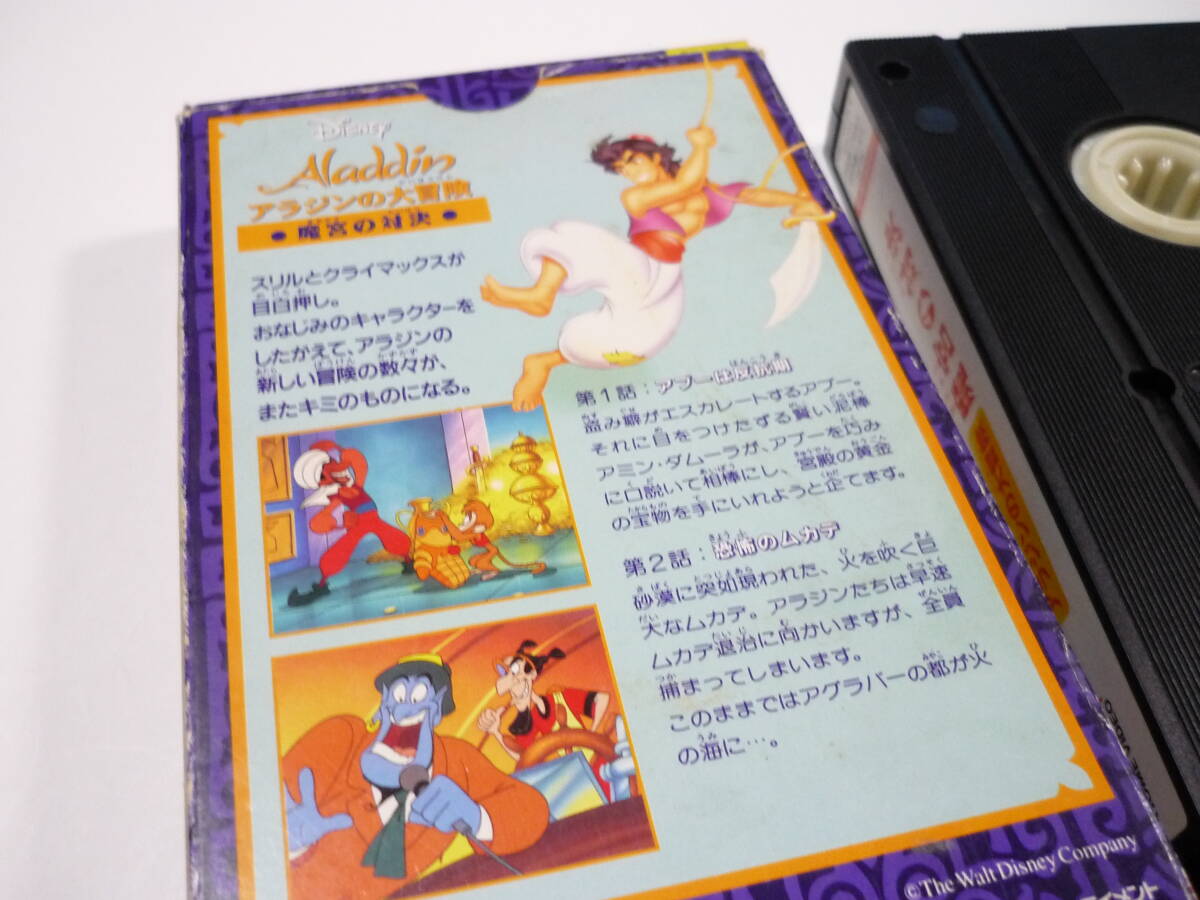 Disney
Aladdin
アラジンの大冒険
• 魔宮の対決 •
スリルとクライマックスが
目白押し。
おなじみのキャラクターを
したがえて、アラジンの
新しい冒険の数々が、
またキミのものになる。
第1話：アブーは反抗期
盗み癖がエスカレートするアブー。
それに目をつけたずる賢い泥棒
アミン・ダムーラが、アブーを巧み
に口説いて相棒にし、宮殿の黄金
の宝物を手にいれようと企てます。
第2話：恐怖のムカデ
砂漠に突如現われた、火を吹く巨
大なムカデ。アラジンたちは早速
ムカデ退治に向かいますが、全員
捕まってしまいます。
このままではアグラバーの都が火
の海に…。
©The Walt Disney Company